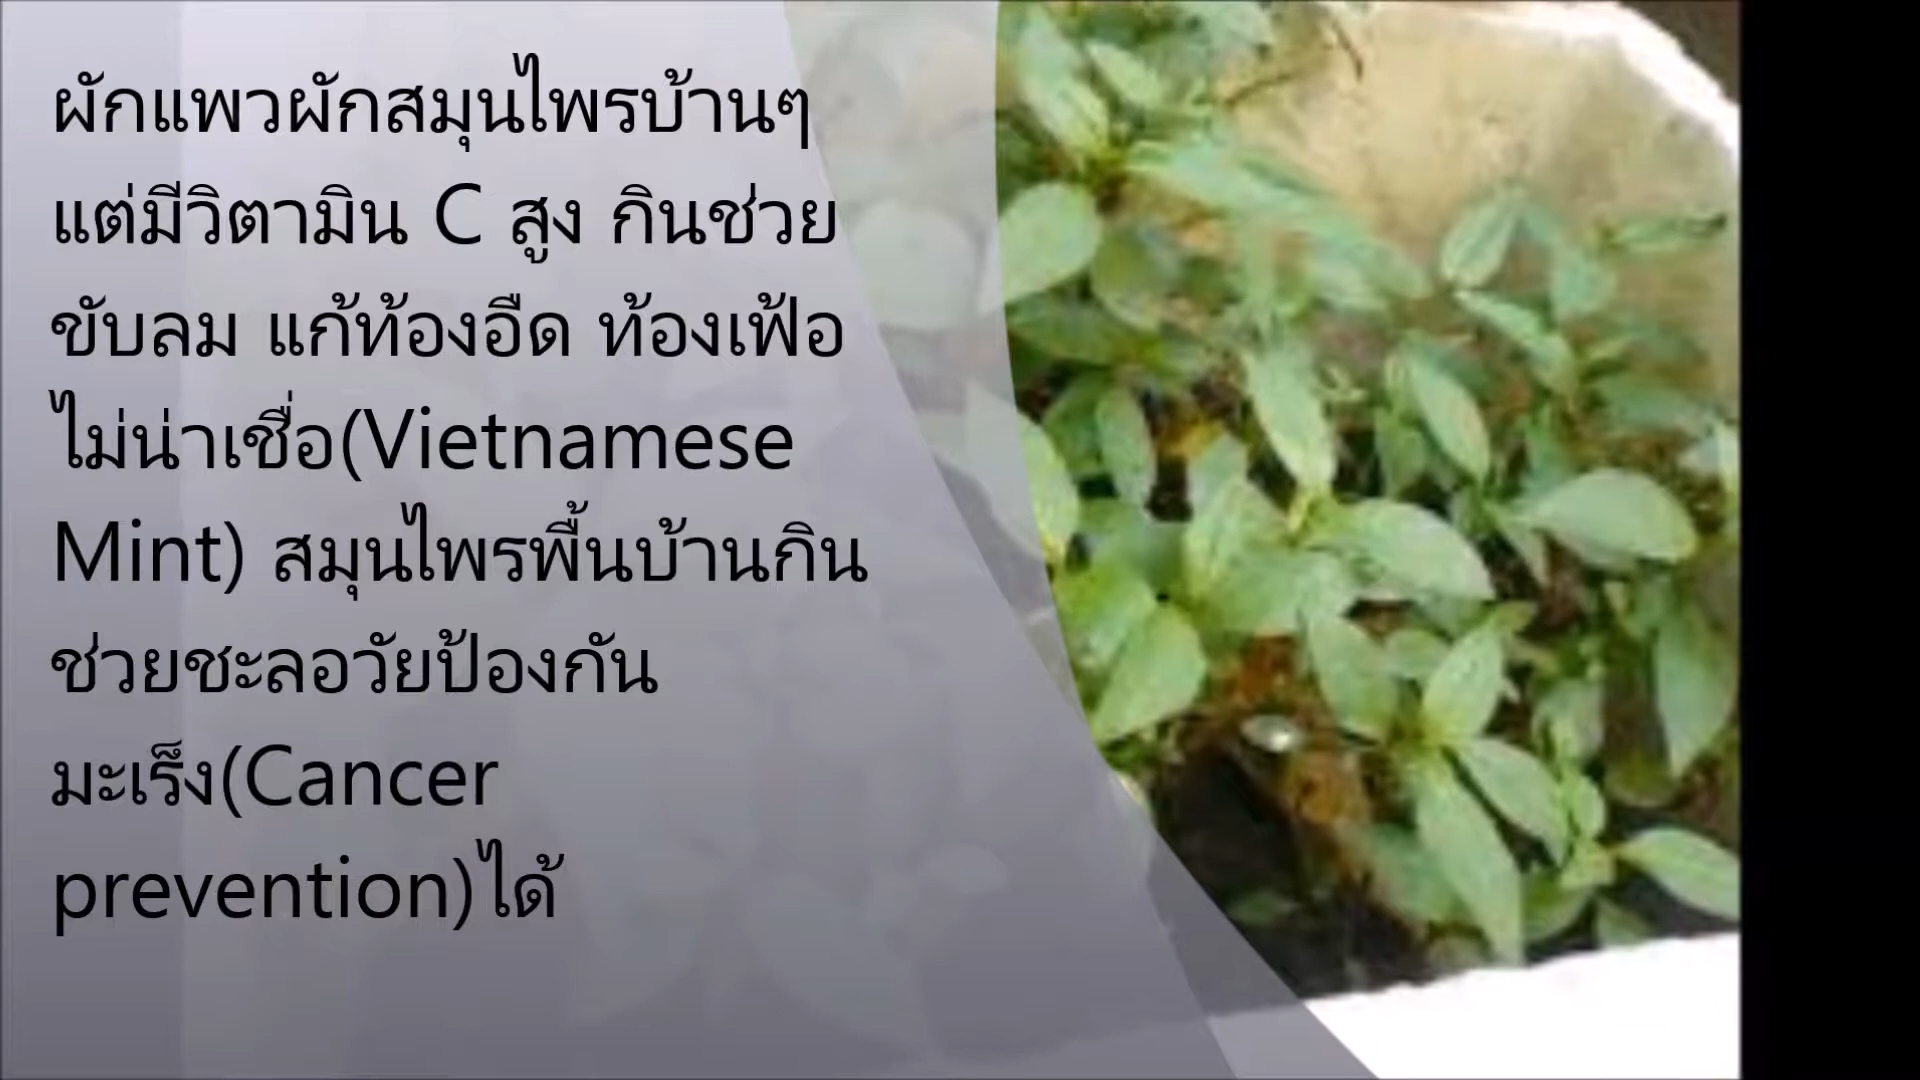 ผักแพวผักสมุนไพรบ้านๆ
แต่มีวิตามิน C สูง กินช่วย
ขับลม แก้ท้องอืด ท้องเฟ้อ
ไม่น่าเชื่อ(Vietnamese
Mint) สมุนไพรพื้นบ้านกิน
ช่วยชะลอวัยป้องกัน
มะเร็ง(Cancer
prevention)ได้